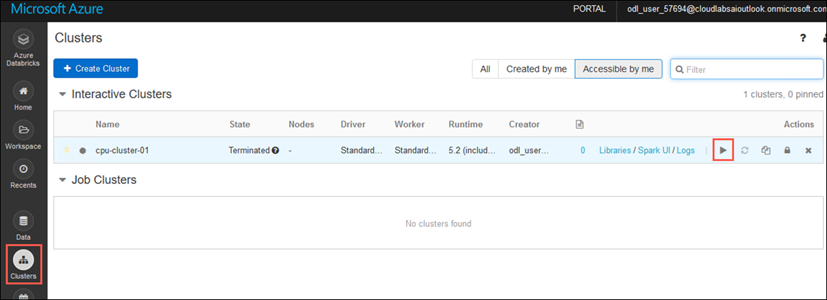 Microsoft Azure PORTAL odl_user_57694@cloudlabsaioutlook.onmicrosoft.com
Azure Databricks
Home
Workspace
Recents
Data
Clusters
Clusters ?
+ Create Cluster All Created by me Accessible by me Filter
Interactive Clusters 1 clusters, 0 pinned
Name State Nodes Driver Worker Runtime Creator Actions
cpu-cluster-01 Terminated ? - Standard... Standard... 5.2 (includ... odl_user... 0 Libraries / Spark UI / Logs
Job Clusters
No clusters found